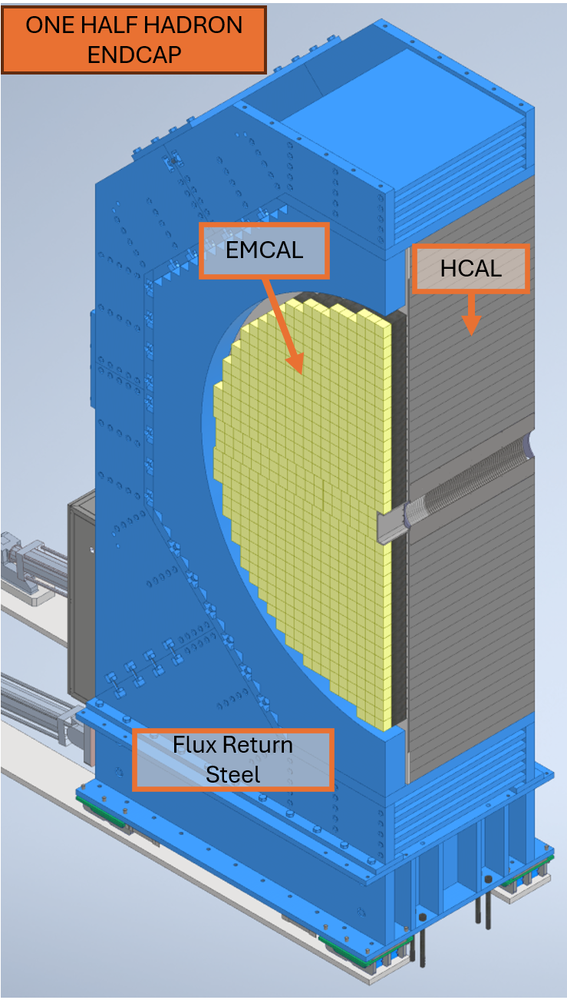 ONE HALF HADRON
ENDCAP
EMCAL
HCAL
Flux Return
Steel